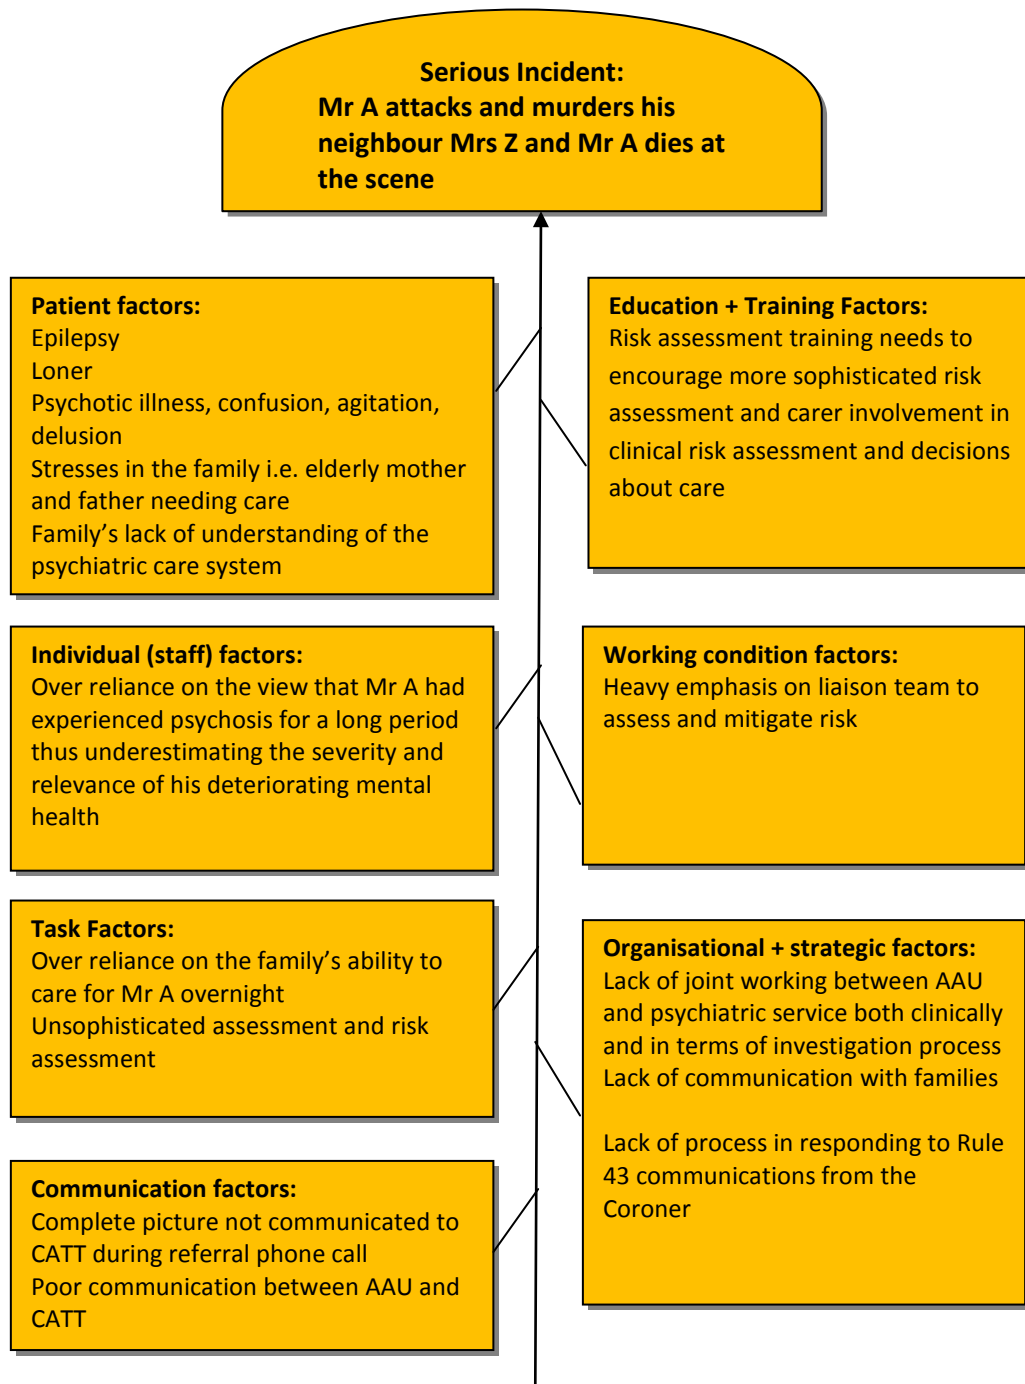 Serious Incident:
Mr A attacks and murders his
neighbour Mrs Z and Mr A dies at
the scene
Patient factors:
Epilepsy
Loner
Psychotic illness, confusion, agitation,
delusion
Stresses in the family i.e. elderly mother
and father needing care
Family’s lack of understanding of the
psychiatric care system
Education + Training Factors:
Risk assessment training needs to
encourage more sophisticated risk
assessment and carer involvement in
clinical risk assessment and decisions
about care
Individual (staff) factors:
Over reliance on the view that Mr A had
experienced psychosis for a long period
thus underestimating the severity and
relevance of his deteriorating mental
health
Working condition factors:
Heavy emphasis on liaison team to
assess and mitigate risk
Task Factors:
Over reliance on the family’s ability to
care for Mr A overnight
Unsophisticated assessment and risk
assessment
Organisational + strategic factors:
Lack of joint working between AAU
and psychiatric service both clinically
and in terms of investigation process
Lack of communication with families
Lack of process in responding to Rule
43 communications from the
Coroner
Communication factors:
Complete picture not communicated to
CATT during referral phone call
Poor communication between AAU and
CATT